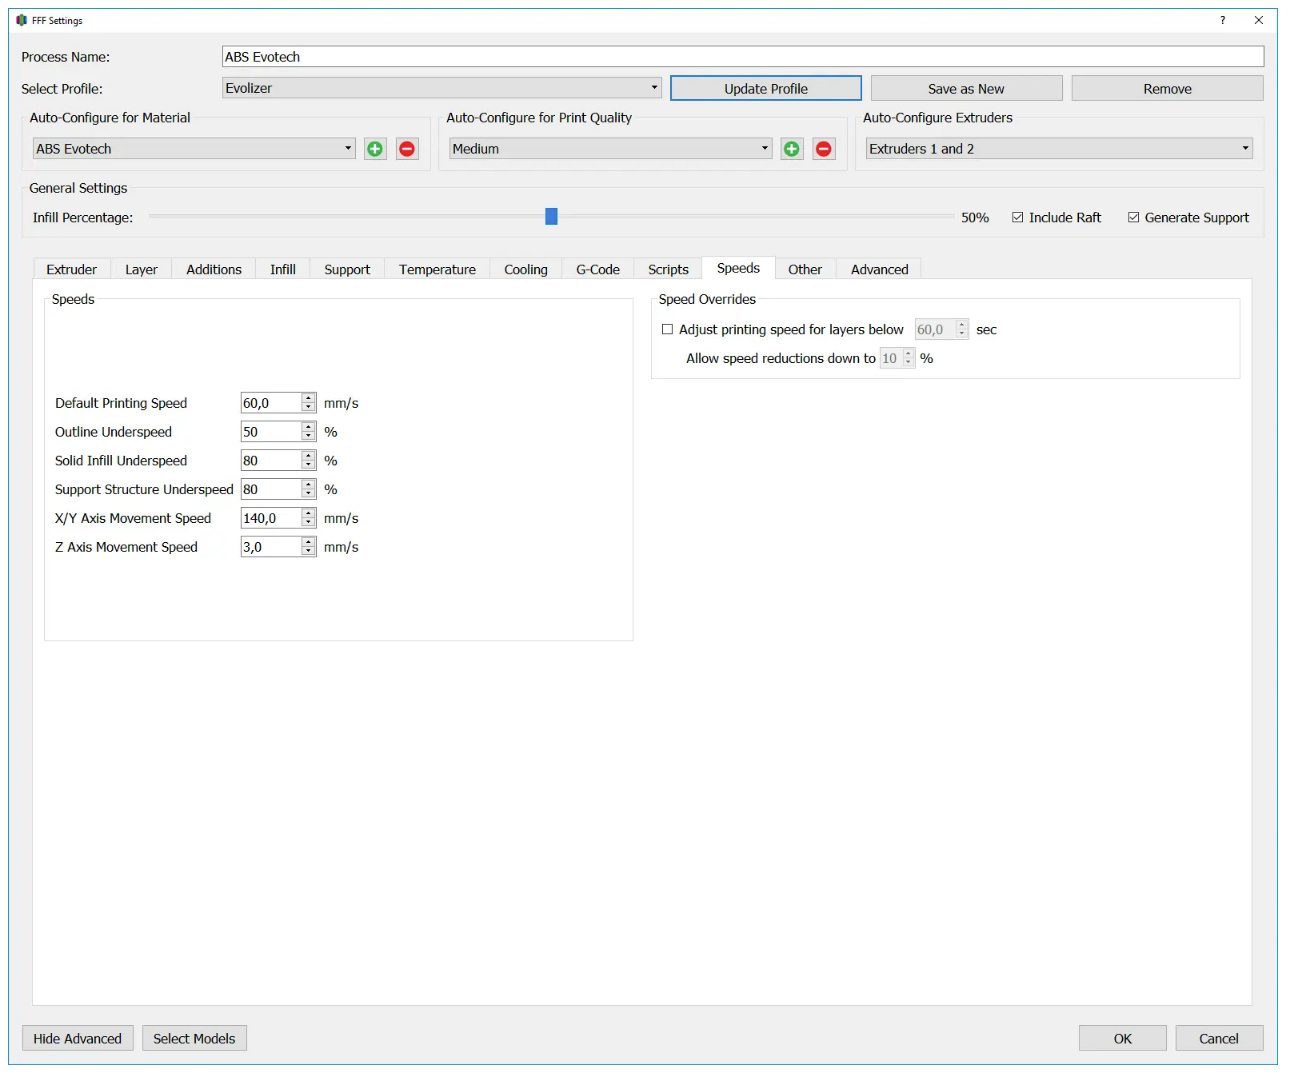 FFF Settings
?
Process Name: ABS Evotech
Select Profile: Evolizer Update Profile Save as New Remove
Auto-Configure for Material Auto-Configure for Print Quality Auto-Configure Extruders
ABS Evotech Medium Extruders 1 and 2
General Settings
Infill Percentage: 50% Include Raft Generate Support
Extruder Layer Additions Infill Support Temperature Cooling G-Code Scripts Speeds Other Advanced
Speeds
Default Printing Speed 60,0 mm/s
Outline Underspeed 50 %
Solid Infill Underspeed 80 %
Support Structure Underspeed 80 %
X/Y Axis Movement Speed 140,0 mm/s
Z Axis Movement Speed 3,0 mm/s
Speed Overrides
Adjust printing speed for layers below 60,0 sec
Allow speed reductions down to 10 %
Hide Advanced Select Models OK Cancel